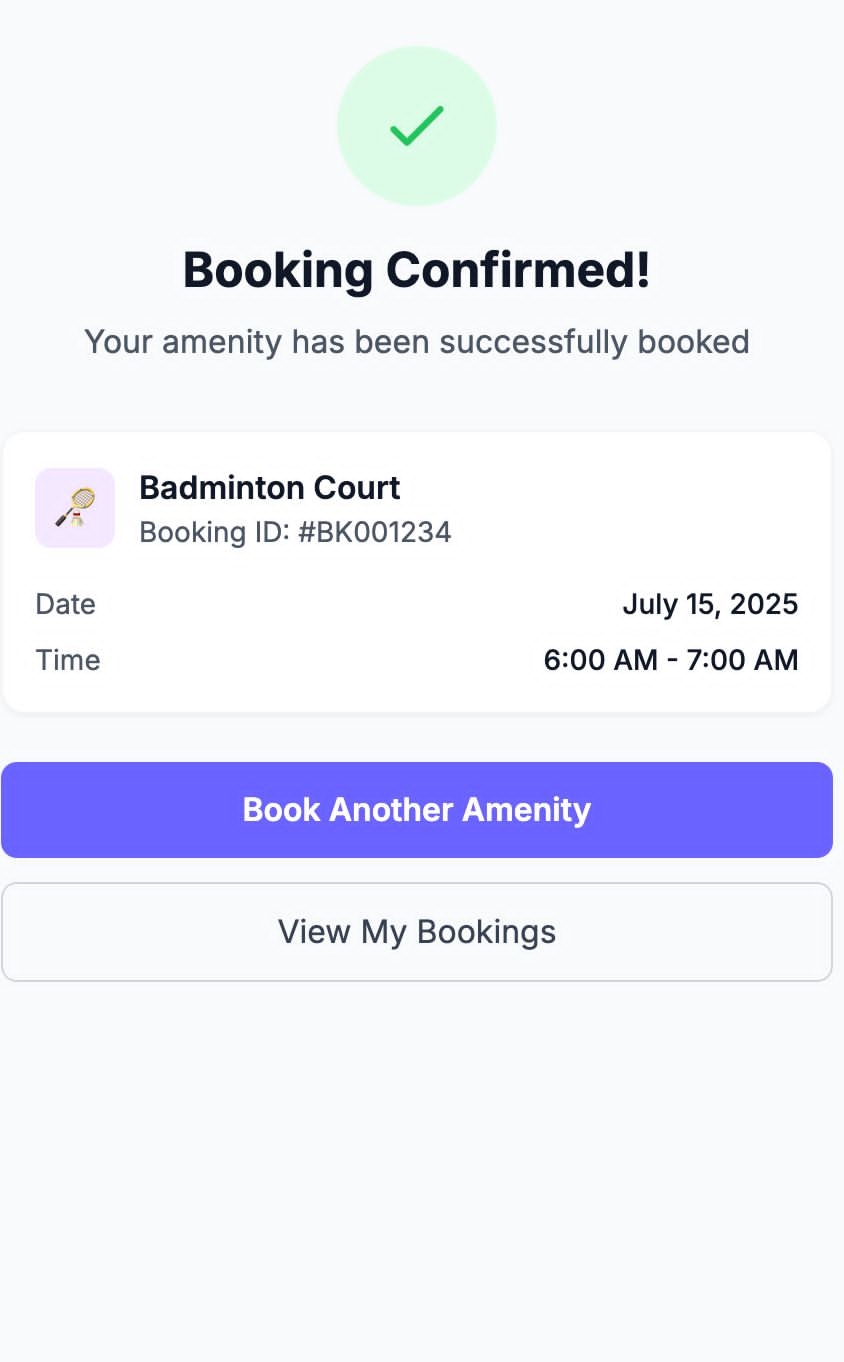 Booking Confirmed!
Your amenity has been successfully booked
Badminton Court
Booking ID: #BK001234
Date July 15, 2025
Time 6:00 AM - 7:00 AM
Book Another Amenity
View My Bookings